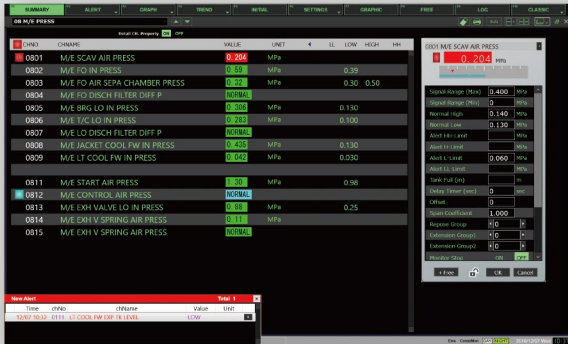 SUMMARY ALERT GRAPH TREND INITIAL SETTINGS GRAPHIC FREE LOG CLASSIC
08 M/E PRESS
Detail CH. Property ON OFF
CHNO CHNAME VALUE UNIT LL LOW HIGH HH
0801 M/E SCAV AIR PRESS 0.204 MPa
0802 M/E FO IN PRESS 0.59 MPa 0.39
0803 M/E FO AIR SEPA CHAMBER PRESS 0.32 MPa 0.30 0.50
0804 M/E FO DISCH FILTER DIFF P NORMAL
0805 M/E BRG LO IN PRESS 0.306 MPa 0.130
0806 M/E T/C LO IN PRESS 0.283 MPa 0.100
0807 M/E LO DISCH FILTER DIFF P NORMAL
0808 M/E JACKET COOL FW IN PRESS 0.435 MPa 0.130
0809 M/E LT COOL FW IN PRESS 0.042 MPa 0.030
0811 M/E START AIR PRESS 1.30 MPa 0.98
0812 M/E CONTROL AIR PRESS NORMAL
0813 M/E EXH VALVE LO IN PRESS 0.88 MPa 0.25
0814 M/E EXH V SPRING AIR PRESS 0.11 MPa
0815 M/E EXH V SPRING AIR PRESS NORMAL
0801 M/E SCAV AIR PRESS
0.204 MPa
Signal Range (Max) 0.400 MPa
Signal Range (Min) 0 MPa
Normal High 0.140 MPa
Normal Low 0.130 MPa
Alert HH-Limit MPa
Alert H-Limit MPa
Alert L-Limit 0.060 MPa
Alert LL-Limit MPa
Tank Full (m) m
Delay Timer (sec) 0 sec
Offset 0
Span Coefficient 1.000
Repose Group 0
Extension Group1 0
Extension Group2 0
Monitor Stop ON OFF
+ Free OK Cancel
New Alert Total 1
Time chNo chName Value Unit
12/07 10:32 0111 LT COOL FW EXP TK LEVEL LOW